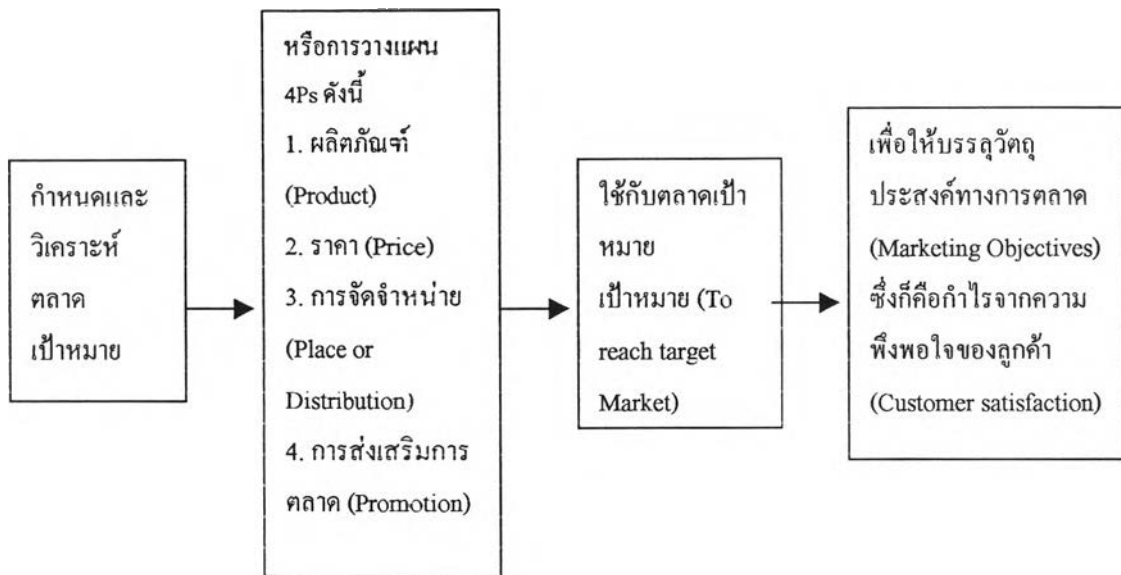 กำหนดและ
วิเคราะห์
ตลาด
เป้าหมาย
หรือการวางแผน
4Ps ดังนี้
1. ผลิตภัณฑ์
(Product)
2. ราคา (Price)
3. การจัดจำหน่าย
(Place or
Distribution)
4. การส่งเสริมการ
ตลาด (Promotion)
ใช้กับตลาดเป้า
หมาย
เป้าหมาย (To
reach target
Market)
เพื่อให้บรรลุวัตถุ
ประสงค์ทางการตลาด
(Marketing Objectives)
ซึ่งก็คือกำไรจากความ
พึงพอใจของลูกค้า
(Customer satisfaction)